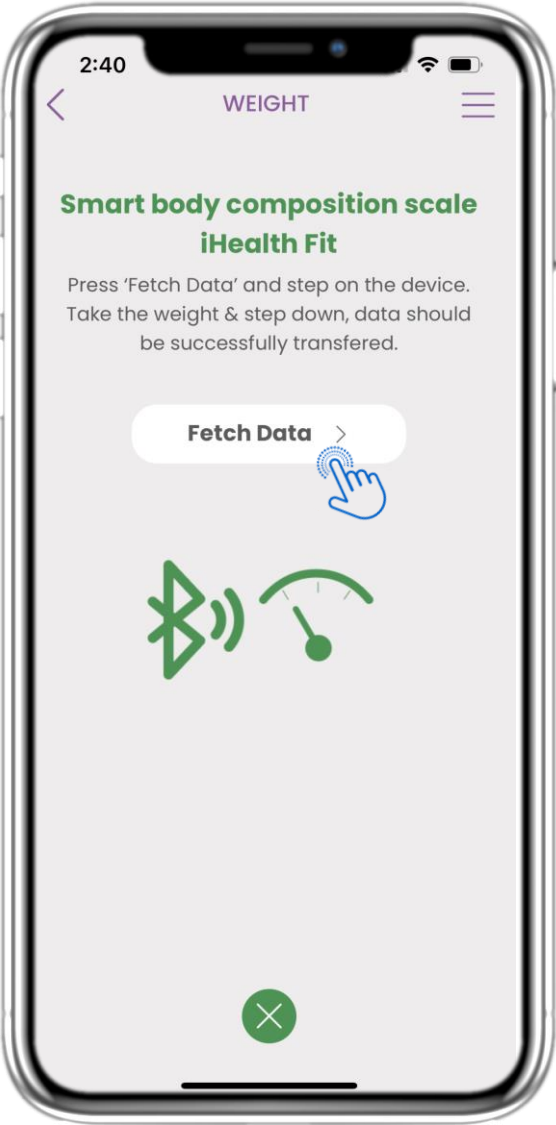 2:40
WEIGHT
Smart body composition scale
iHealth Fit
Press ‘Fetch Data’ and step on the device.
Take the weight & step down, data should
be successfully transfered.
Fetch Data